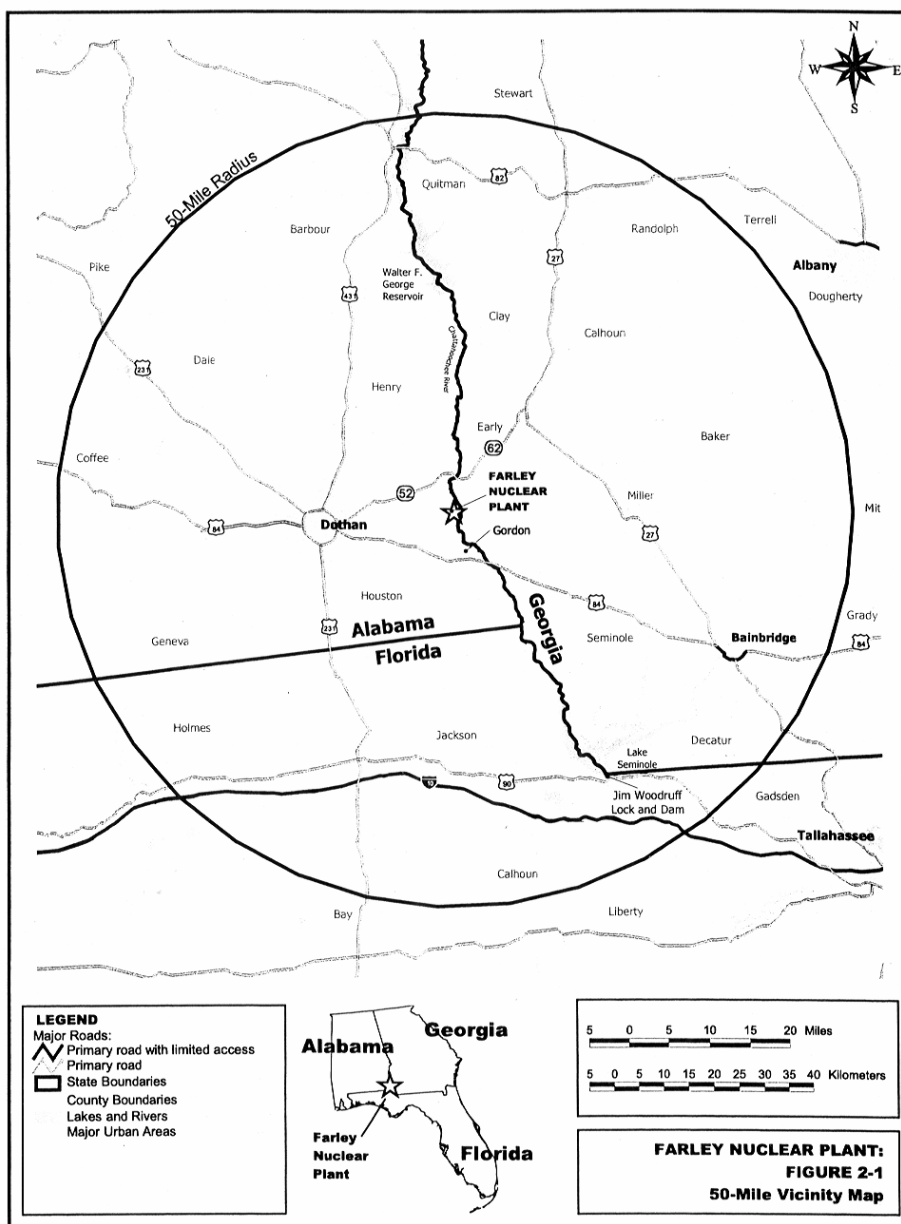 N
W E
S
Stewart
50-Mile Radius
82
Quitman
Terrell
Barbour
Randolph
27
Pike
Walter F.
George
Reservoir
Albany
431
Dougherty
Clay
Chattahoochee River
Calhoun
Dale
231
Henry
Early
62
Baker
Coffee
FARLEY
NUCLEAR
PLANT
52
Miller
Mit
84
Dothan
Gordon
27
Houston
84
Georgia
Grady
231
Alabama
Seminole
Bainbridge
84
Geneva
Florida
Holmes
Jackson
Decatur
Lake
Seminole
10
90
Jim Woodruff
Lock and Dam
Gadsden
Tallahassee
Calhoun
Bay
Liberty
LEGEND
Major Roads:
Primary road with limited access
Primary road
State Boundaries
County Boundaries
Lakes and Rivers
Major Urban Areas
Georgia
Alabama
Farley
Nuclear
Plant
Florida
5 0 5 10 15 20 Miles
5 0 5 10 15 20 25 30 35 40 Kilometers
FARLEY NUCLEAR PLANT:
FIGURE 2-1
50-Mile Vicinity Map